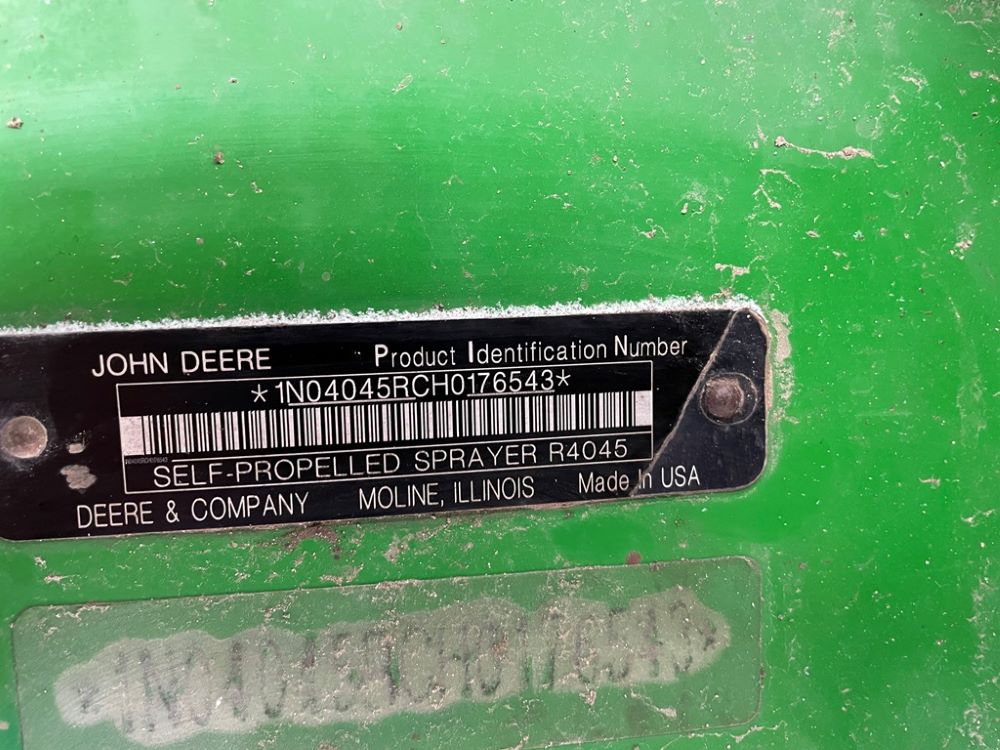 JOHN DEERE Product Identification Number
*1N04045RCH0176543*
SELF-PROPELLED SPRAYER R4045
DEERE & COMPANY MOLINE, ILLINOIS Made in USA